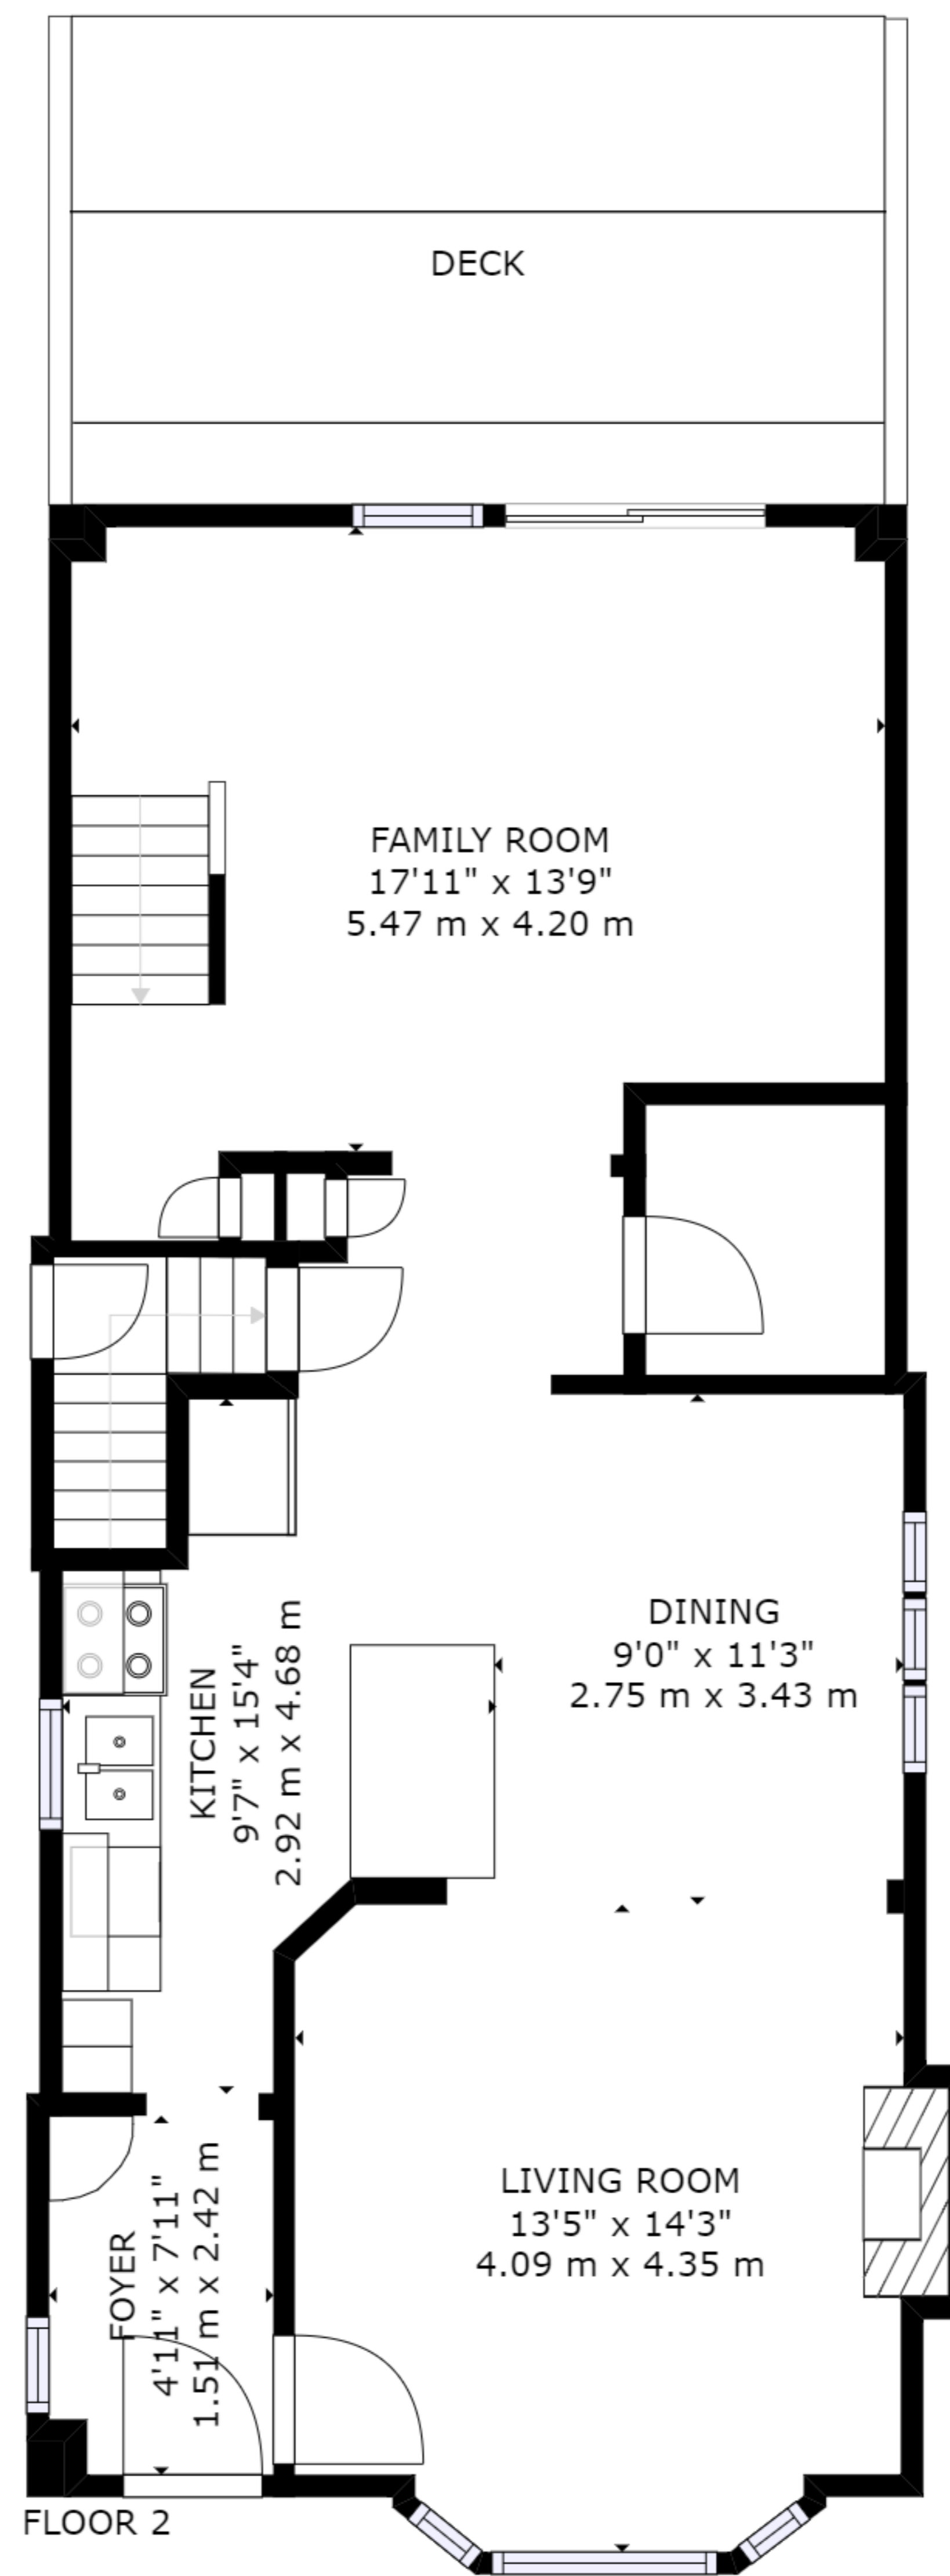 DECK
FAMILY ROOM
17'11" x 13'9"
5.47 m x 4.20 m
DINING
9'0" x 11'3"
2.75 m x 3.43 m
KITCHEN
9'7" x 15'4"
2.92 m x 4.68 m
LIVING ROOM
13'5" x 14'3"
4.09 m x 4.35 m
FOYER
4'11" x 7'11"
1.51 m x 2.42 m
FLOOR 2